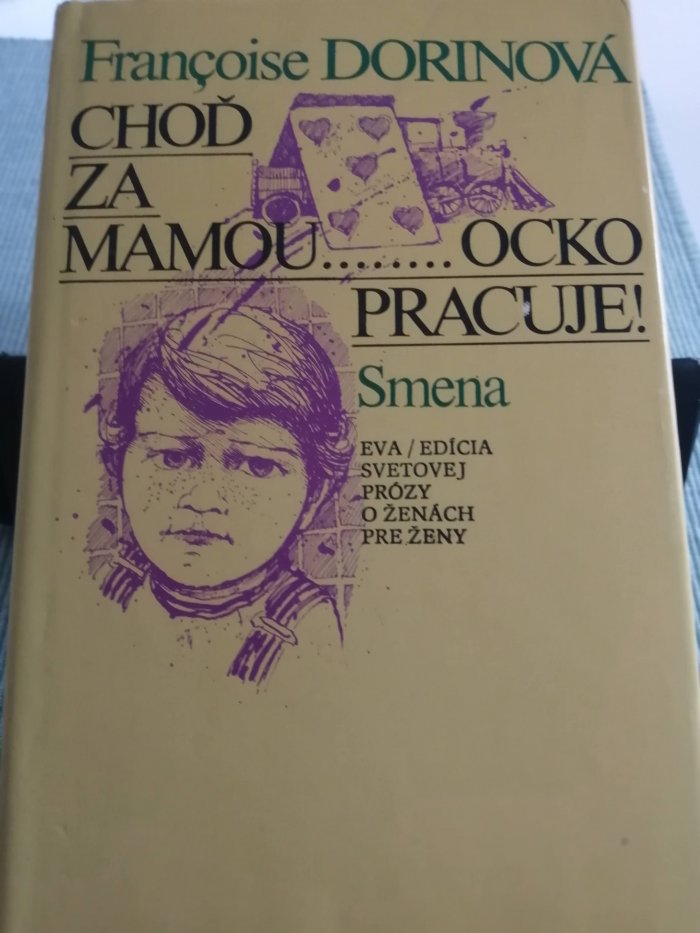 Françoise DORINOVÁ
CHOĎ
ZA
MAMOU........OCKO
PRACUJE!
Smena
EVA / EDÍCIA
SVETOVEJ
PRÓZY
O ŽENÁCH
PRE ŽENY